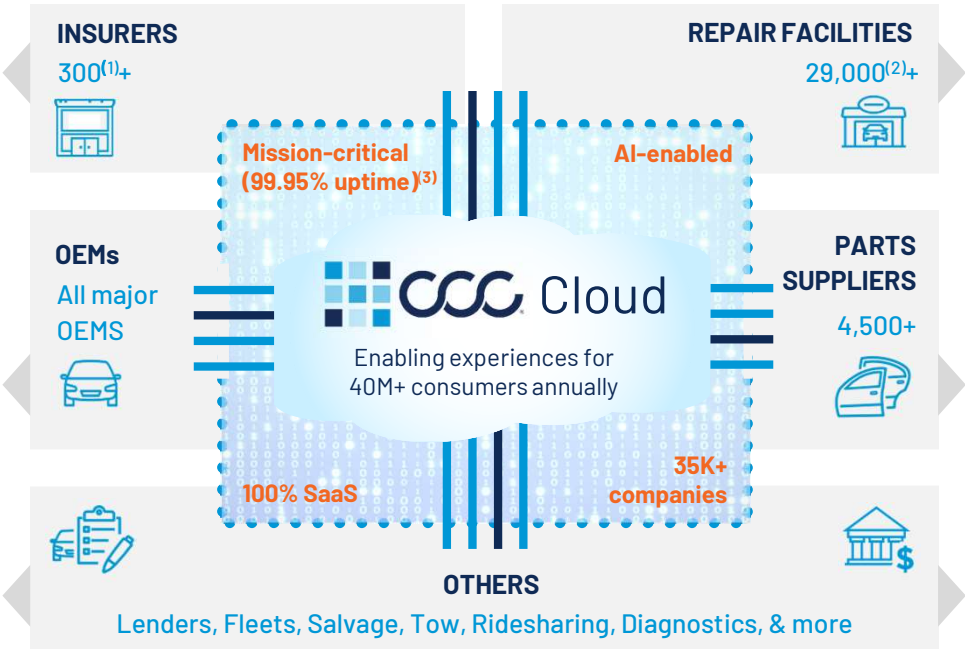 INSURERS
300(1)+
REPAIR FACILITIES
29,000(2)+
Mission-critical
(99.95% uptime)(3)
AI-enabled
OEMs
All major
OEMS
CCC Cloud
Enabling experiences for
40M+ consumers annually
PARTS
SUPPLIERS
4,500+
100% SaaS
35K+
companies
$
OTHERS
Lenders, Fleets, Salvage, Tow, Ridesharing, Diagnostics, & more